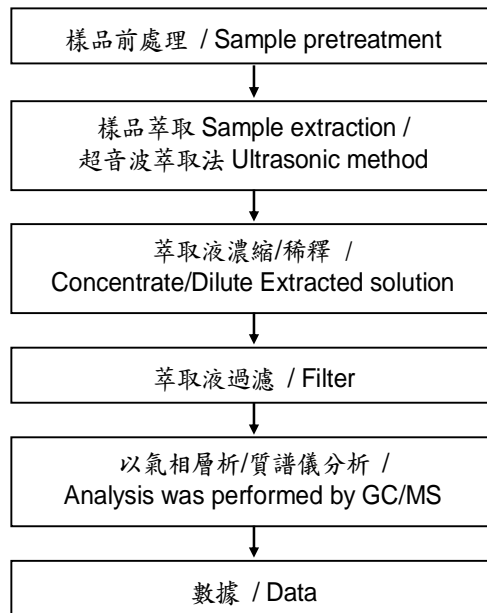 樣品前處理 / Sample pretreatment
樣品萃取 Sample extraction /
超音波萃取法 Ultrasonic method
萃取液濃縮/稀釋 /
Concentrate/Dilute Extracted solution
萃取液過濾 / Filter
以氣相層析/質譜儀分析 /
Analysis was performed by GC/MS
數據 / Data